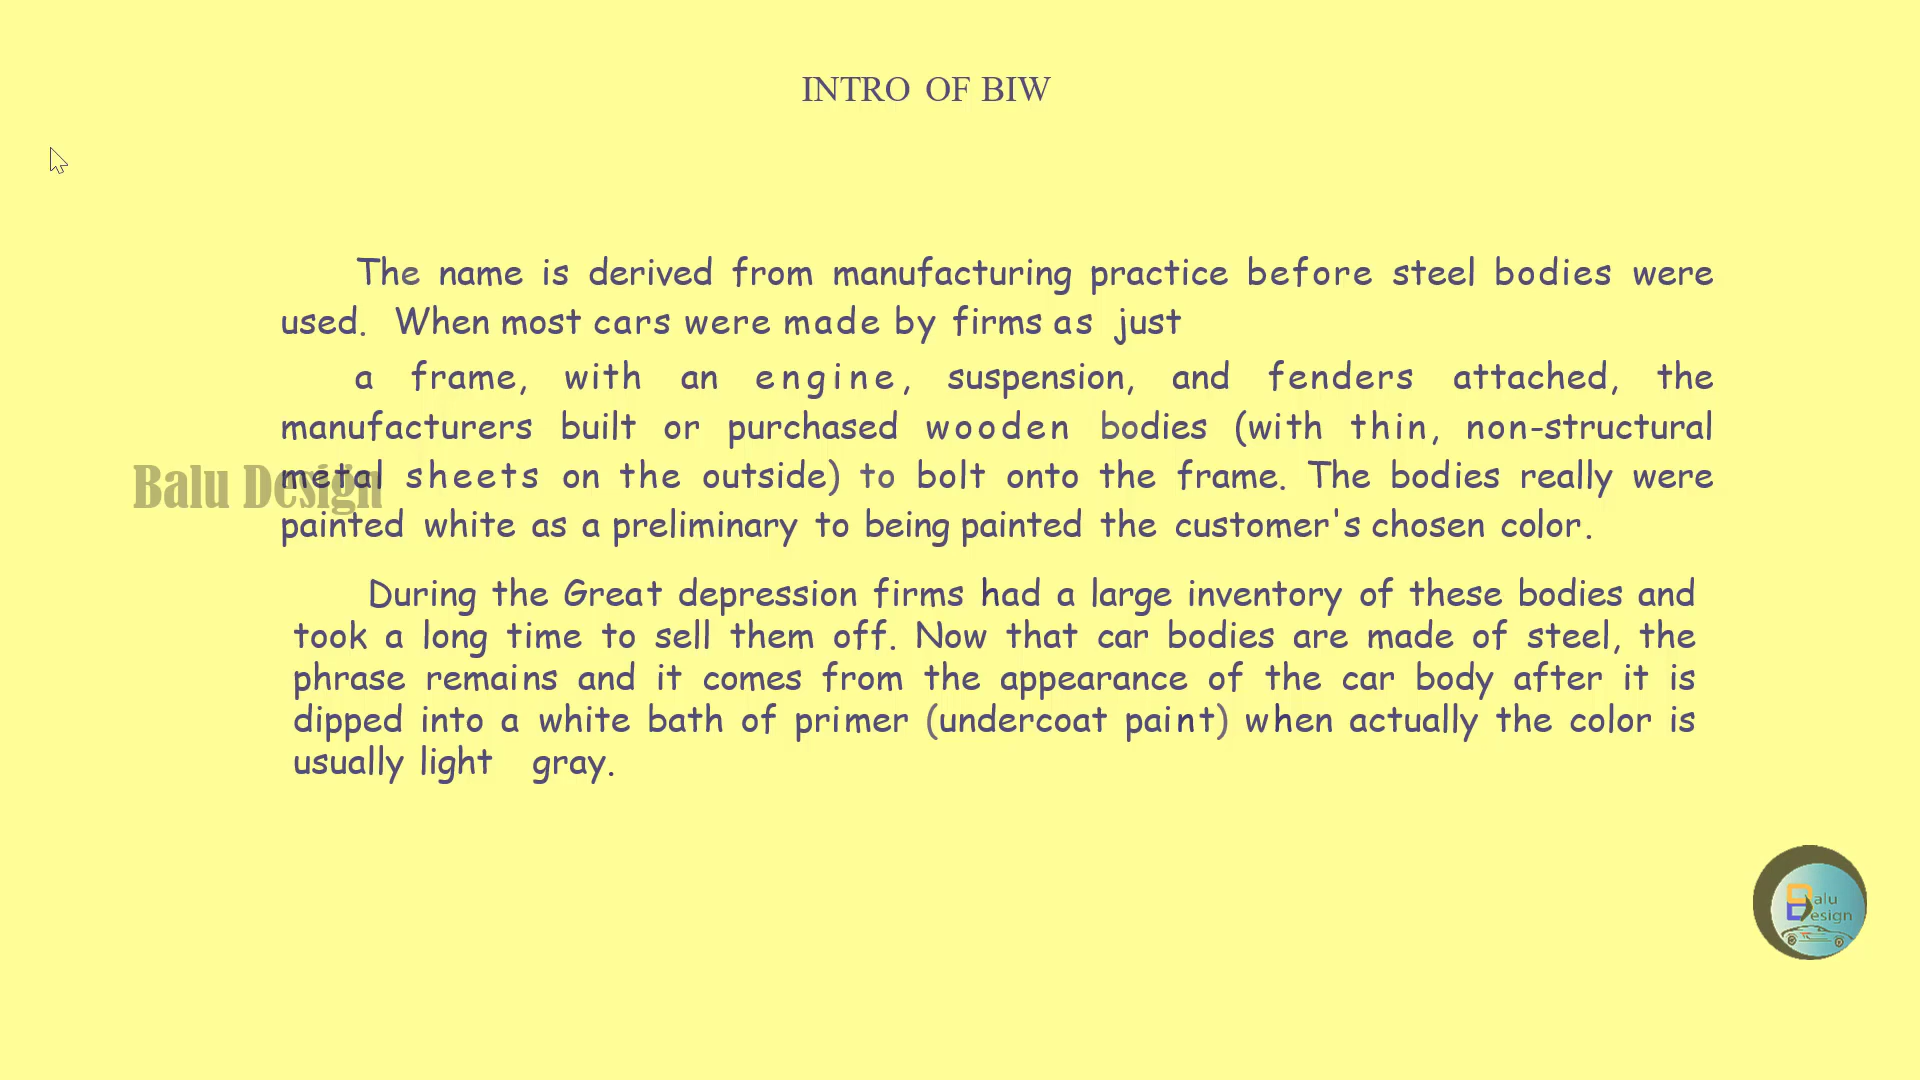 INTRO OF BIW
The name is derived from manufacturing practice before steel bodies were
used. When most cars were made by firms as just
a frame, with an engine, suspension, and fenders attached, the
manufacturers built or purchased wooden bodies (with thin, non-structural
metal sheets on the outside) to bolt onto the frame. The bodies really were
painted white as a preliminary to being painted the customer's chosen color.
Balu Design
During the Great depression firms had a large inventory of these bodies and
took a long time to sell them off. Now that car bodies are made of steel, the
phrase remains and it comes from the appearance of the car body after it is
dipped into a white bath of primer (undercoat paint) when actually the color is
usually light gray.
Balu
Design